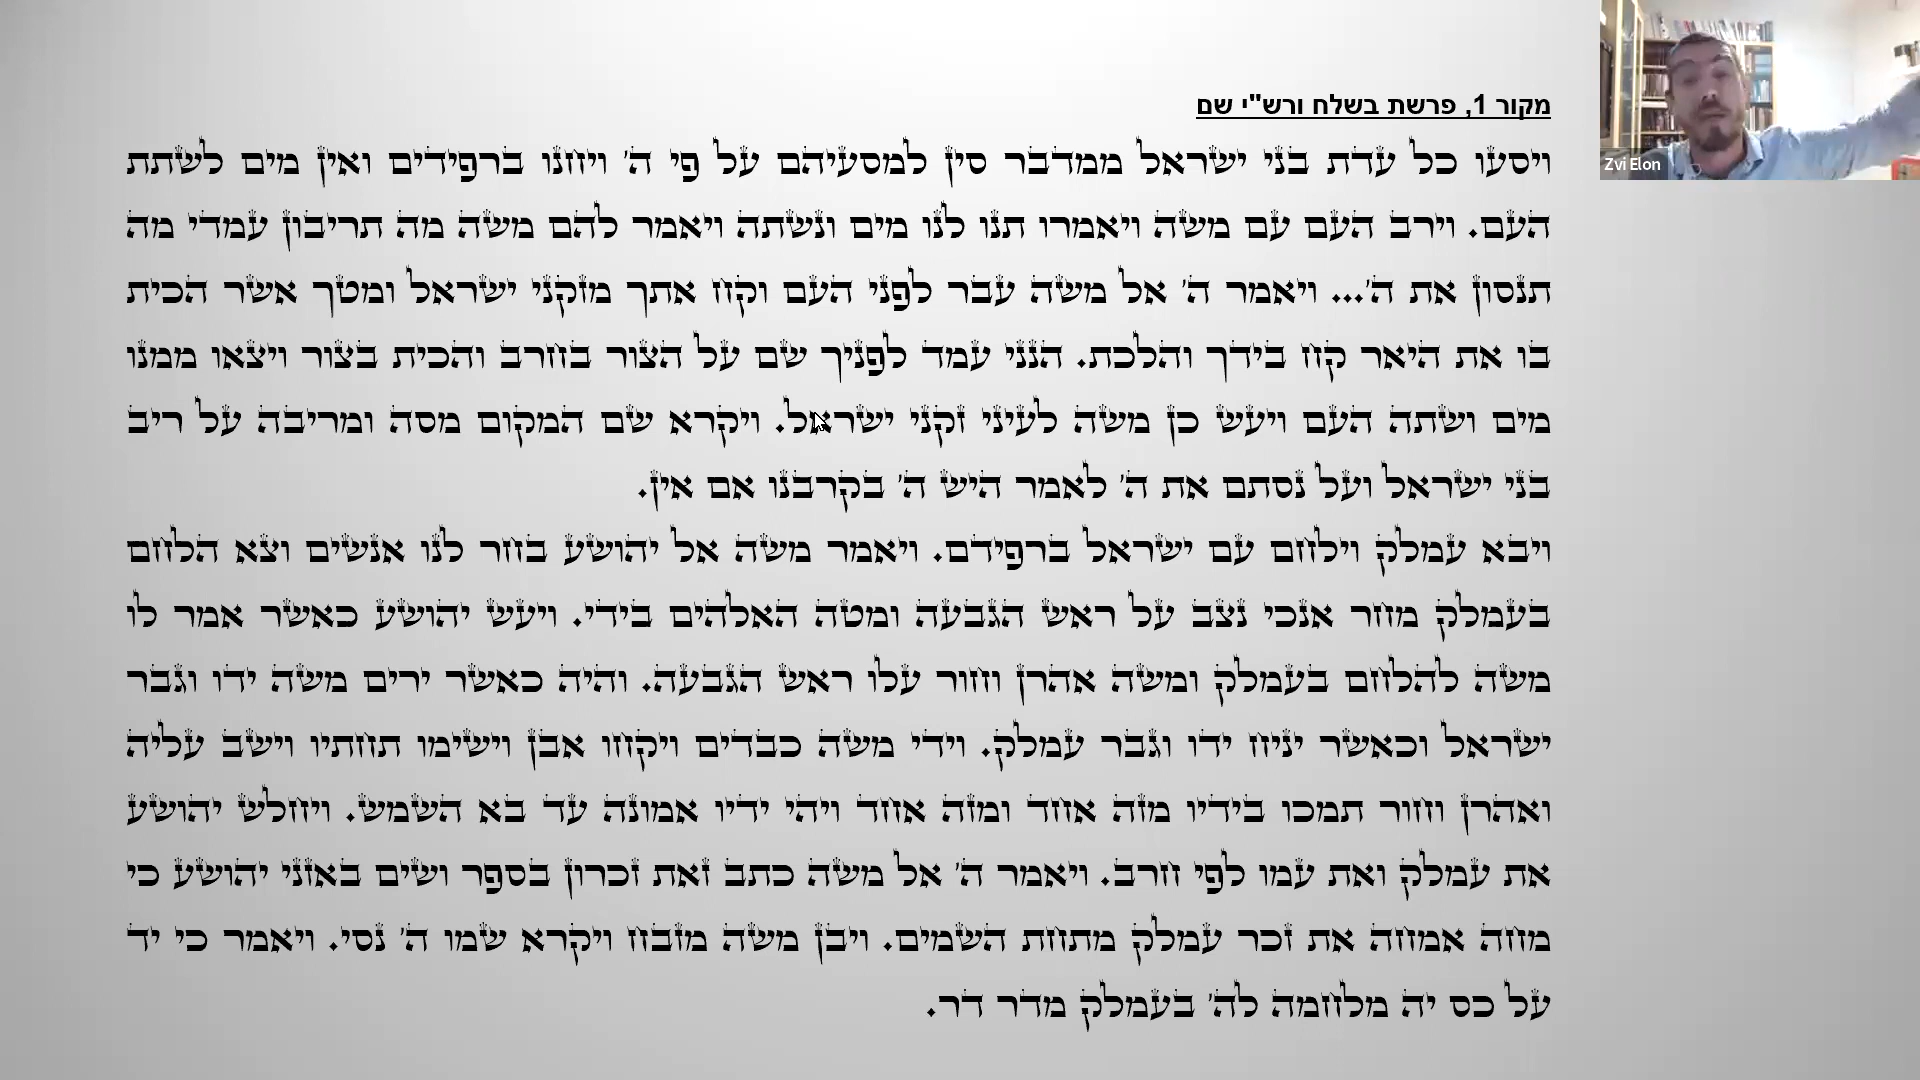 מקור 1, פרשת בשלח ורש"י שם
ויסעו כל עדת בני ישראל ממדבר סין למסעיהם על פי ה' ויחנו ברפידים ואין מים לשתת
העם. וירב העם עם משה ויאמרו תנו לנו מים ונשתה ויאמר להם משה מה תריבון עמדי מה
תנסון את ה'... ויאמר ה' אל משה עבר לפני העם וקח אתך מזקני ישראל ומטך אשר הכית
בו את היאר קח בידך והלכת. הנני עמד לפניך שם על הצור בחרב והכית בצור ויצאו ממנו
מים ושתה העם ויעש כן משה לעיני זקני ישראל. ויקרא שם המקום מסה ומריבה על ריב
בני ישראל ועל נסתם את ה' לאמר היש ה' בקרבנו אם אין.
ויבא עמלק וילחם עם ישראל ברפידם. ויאמר משה אל יהושע בחר לנו אנשים וצא הלחם
בעמלק מחר אנכי נצב על ראש הגבעה ומטה האלהים בידי. ויעש יהושע כאשר אמר לו
משה להלחם בעמלק ומשה אהרן וחור עלו ראש הגבעה. והיה כאשר ירים משה ידו וגבר
ישראל וכאשר יניח ידו וגבר עמלק. וידי משה כבדים ויקחו אבן וישימו תחתיו וישב עליה
ואהרן וחור תמכו בידיו מזה אחד ומזה אחד ויהי ידיו אמונה עד בא השמש. ויחלש יהושע
את עמלק ואת עמו לפי חרב. ויאמר ה' אל משה כתב זאת זכרון בספר ושים באזני יהושע כי
מחה אמחה את זכר עמלק מתחת השמים. ויבן משה מזבח ויקרא שמו ה' נסי. ויאמר כי יד
על כס יה מלחמה לה' בעמלק מדר דר.
Zvi Elon